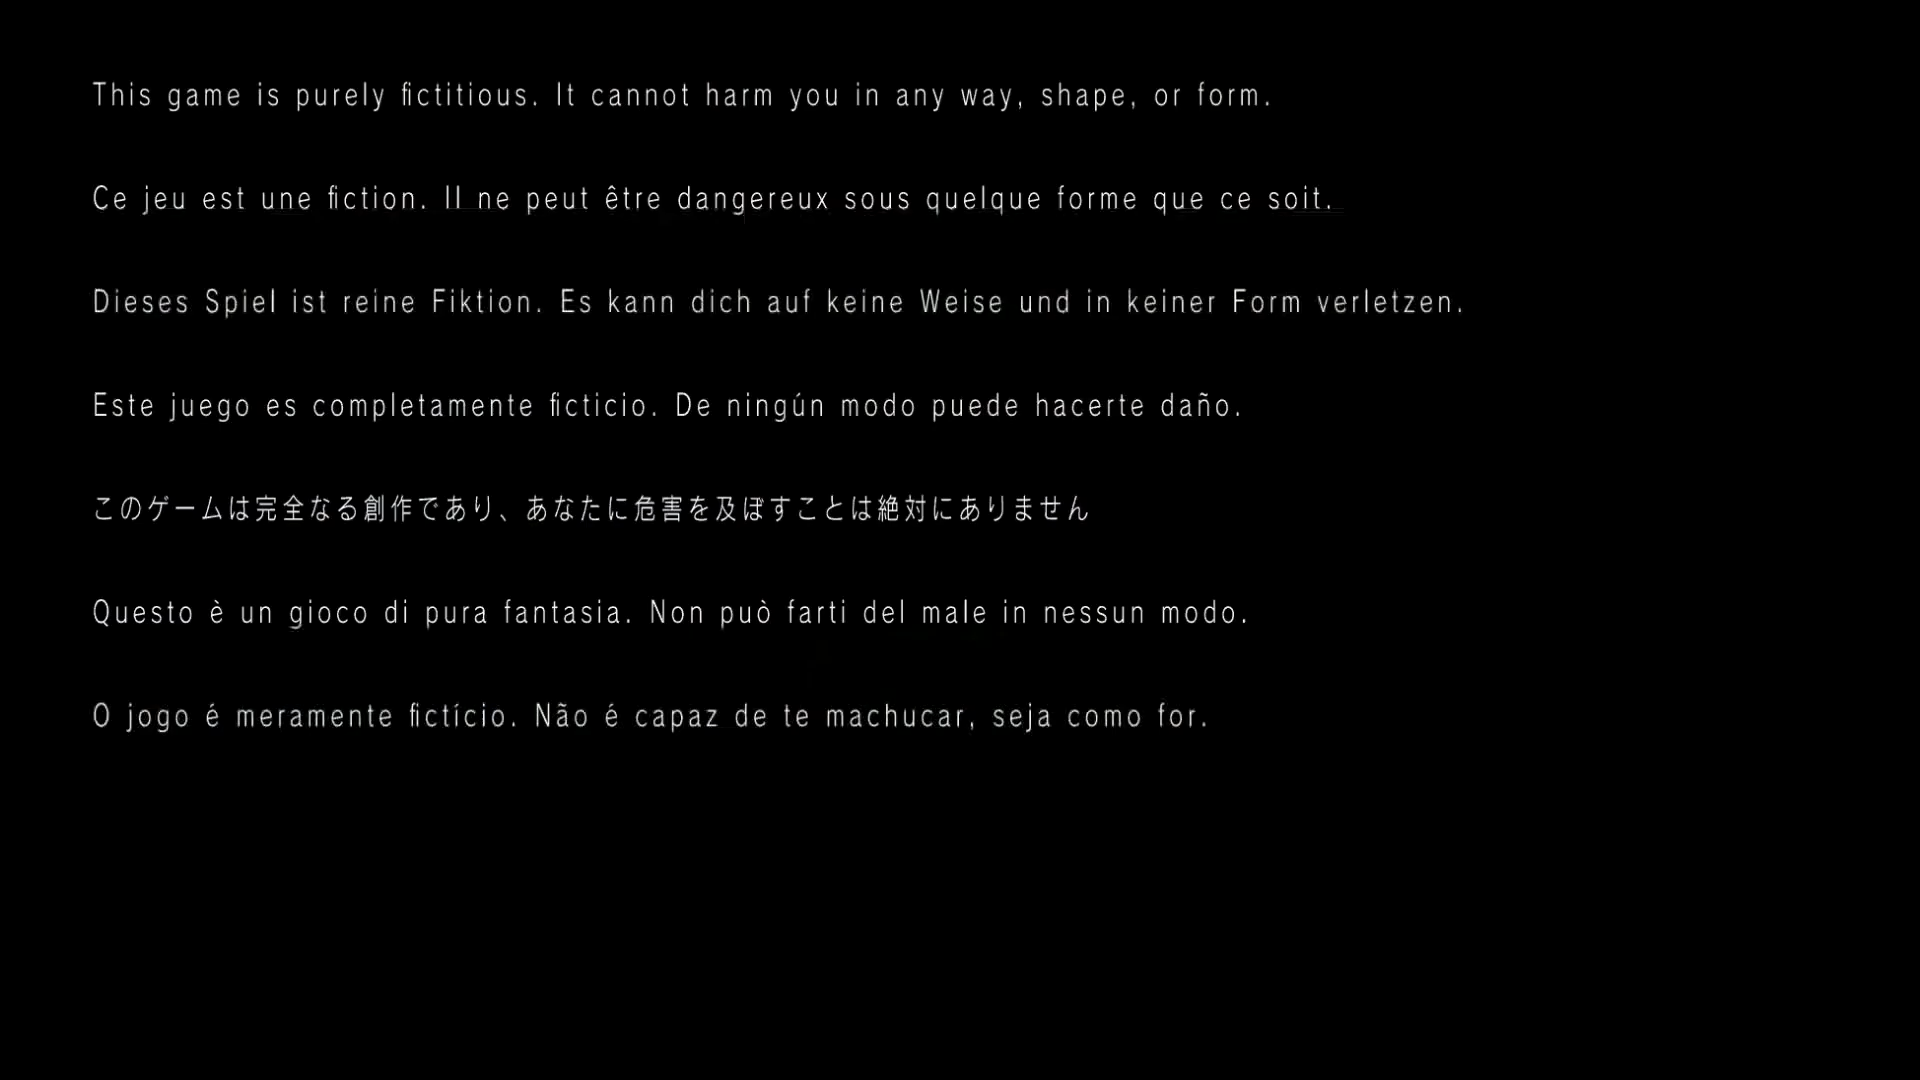 This game is purely fictitious. It cannot harm you in any way, shape, or form.
Ce jeu est une fiction. Il ne peut être dangereux sous quelque forme que ce soit.
Dieses Spiel ist reine Fiktion. Es kann dich auf keine Weise und in keiner Form verletzen.
Este juego es completamente ficticio. De ningún modo puede hacerte daño.
このゲームは完全なる創作であり、あなたに危害を及ぼすことは絶対にありません
Questo è un gioco di pura fantasia. Non può farti del male in nessun modo.
O jogo é meramente fictício. Não é capaz de te machucar, seja como for.